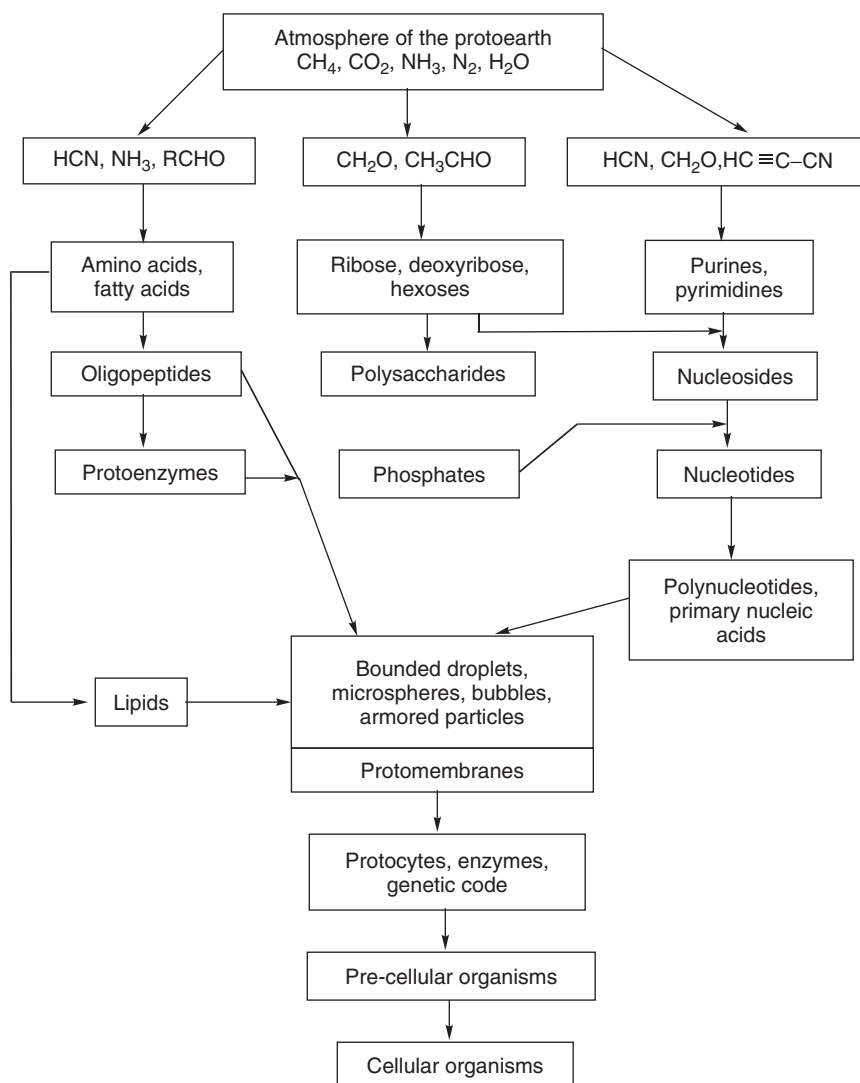 Atmosphere of the protoearth
CH₄, CO₂, NH₃, N₂, H₂O
HCN, NH₃, RCHO
CH₂O, CH₃CHO
HCN, CH₂O,HC≡C–CN
Amino acids,
fatty acids
Ribose, deoxyribose,
hexoses
Purines,
pyrimidines
Oligopeptides
Polysaccharides
Nucleosides
Protoenzymes
Phosphates
Nucleotides
Polynucleotides,
primary nucleic
acids
Bounded droplets,
microspheres, bubbles,
armored particles
Lipids
Protomembranes
Protocytes, enzymes,
genetic code
Pre-cellular organisms
Cellular organisms